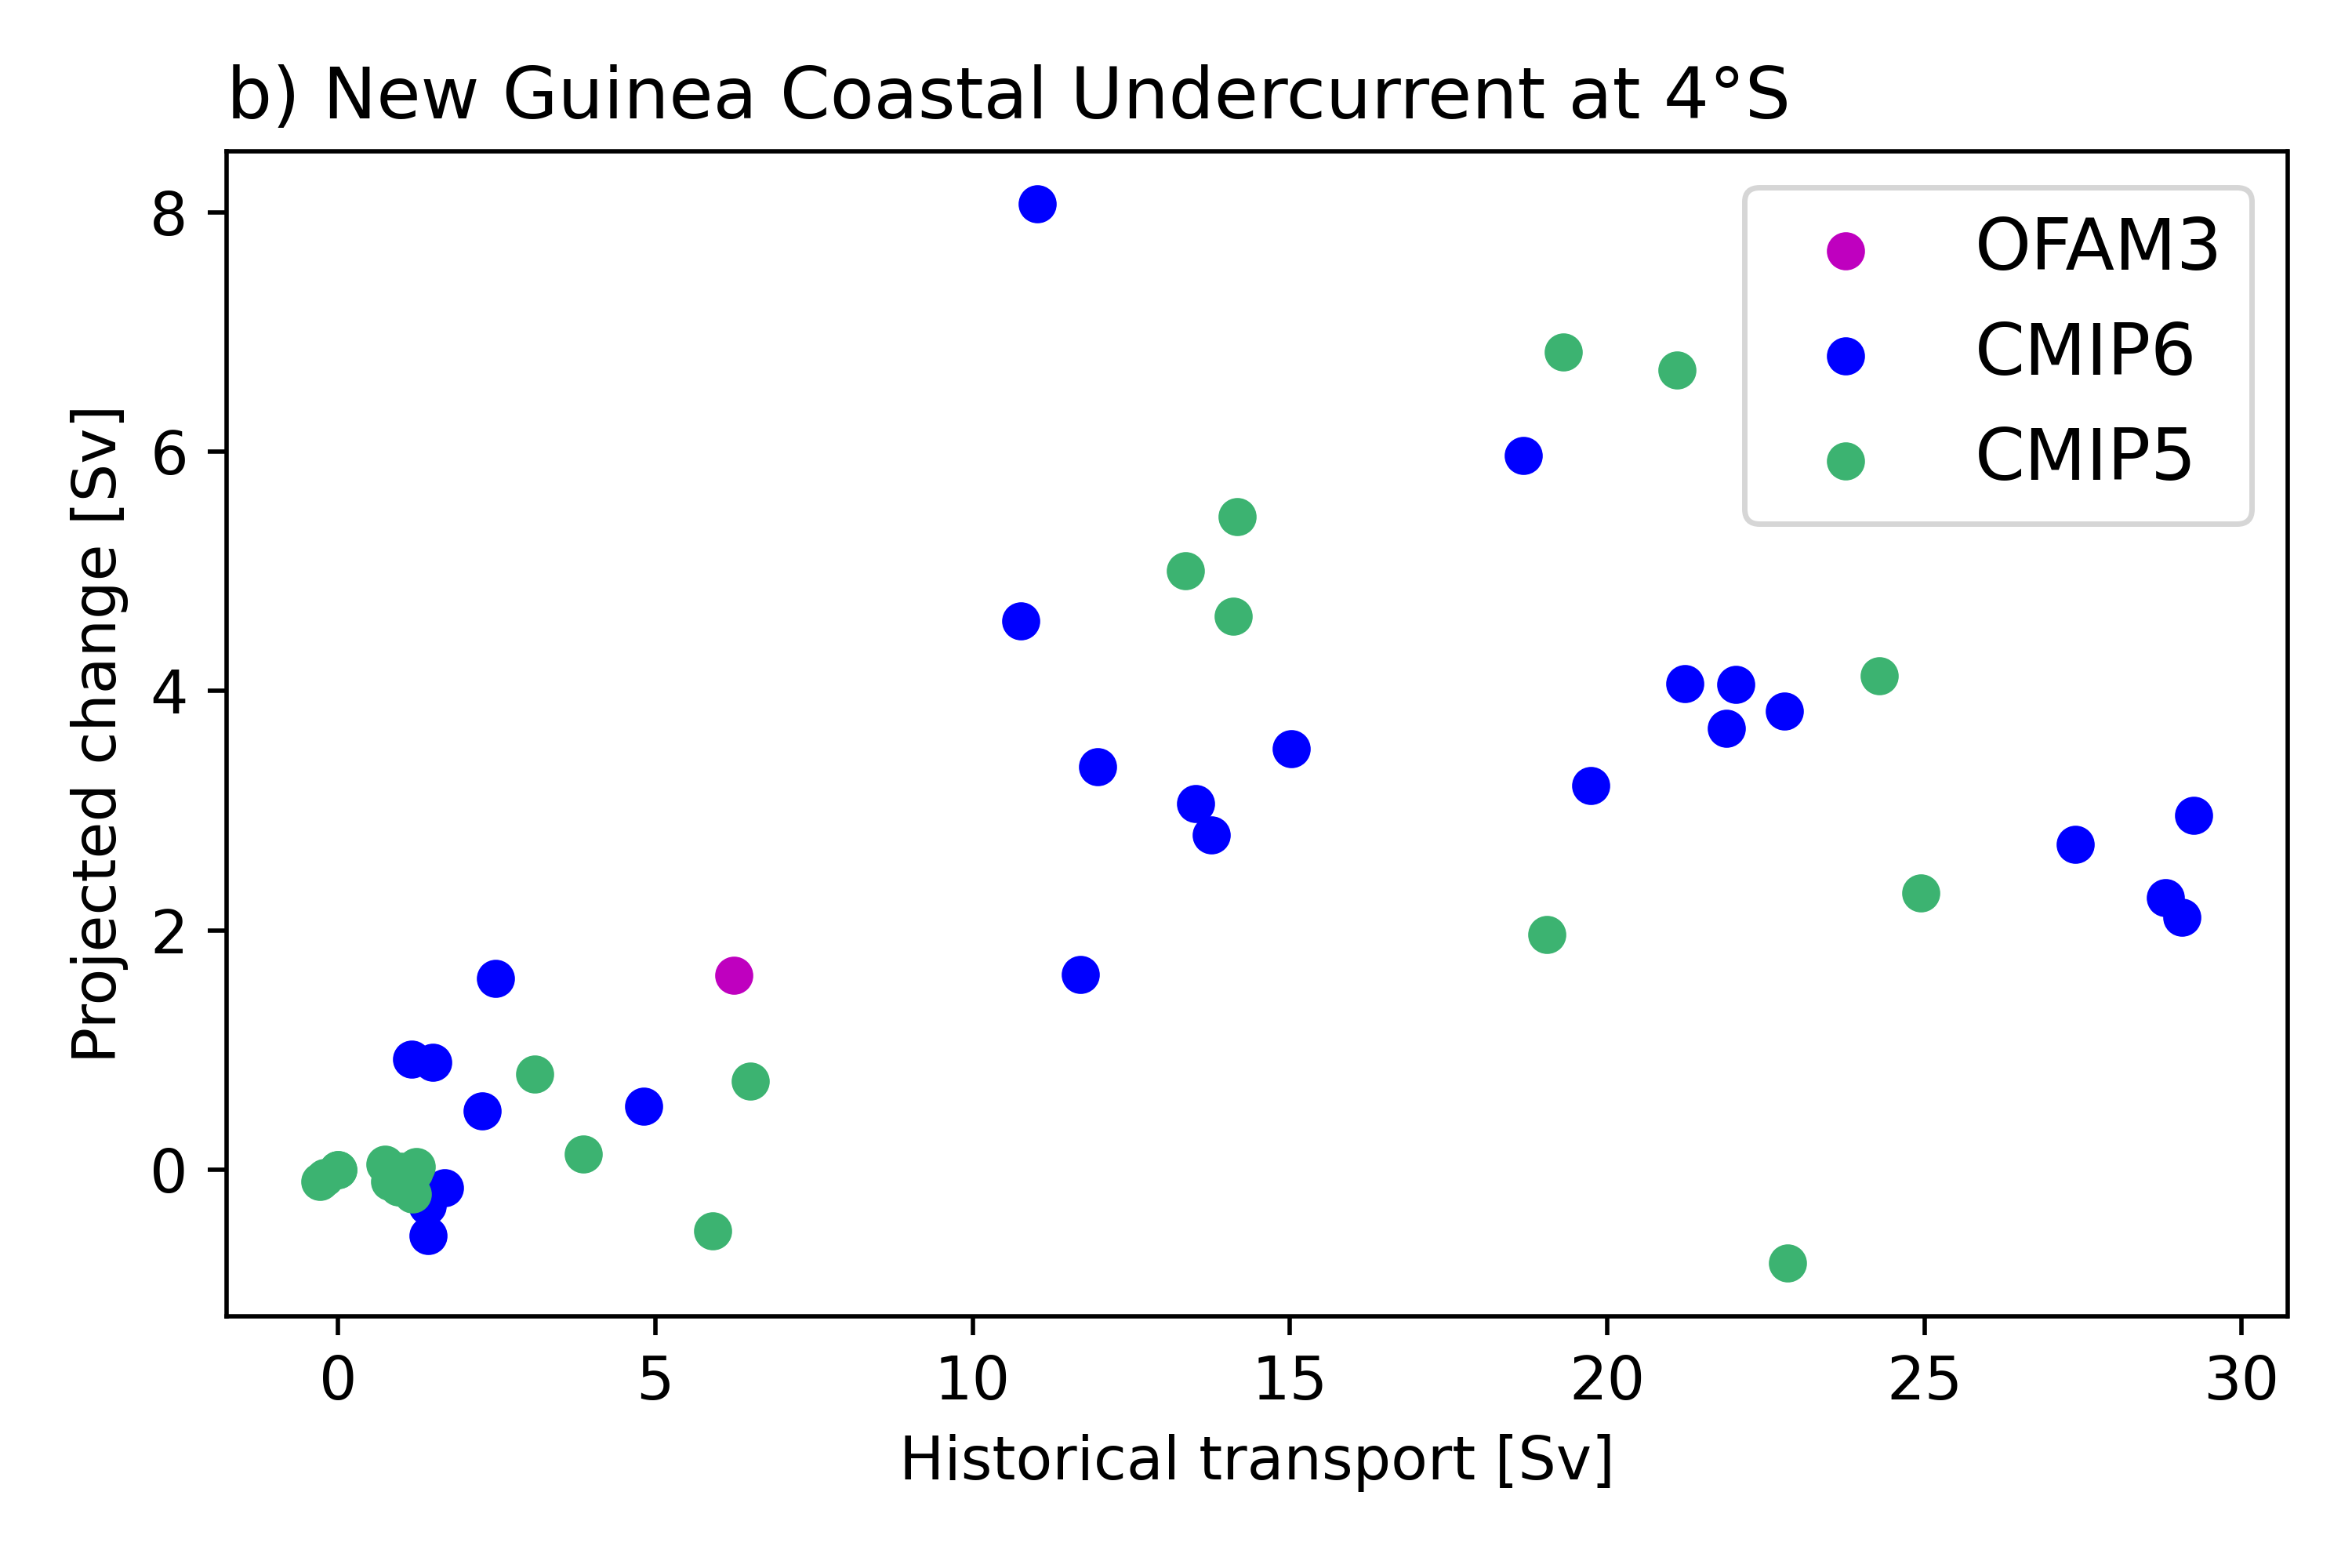 b) New Guinea Coastal Undercurrent at 4°S
Projected change [Sv]
8
6
4
2
0
OFAM3
CMIP6
CMIP5
0 5 10 15 20 25 30
Historical transport [Sv]